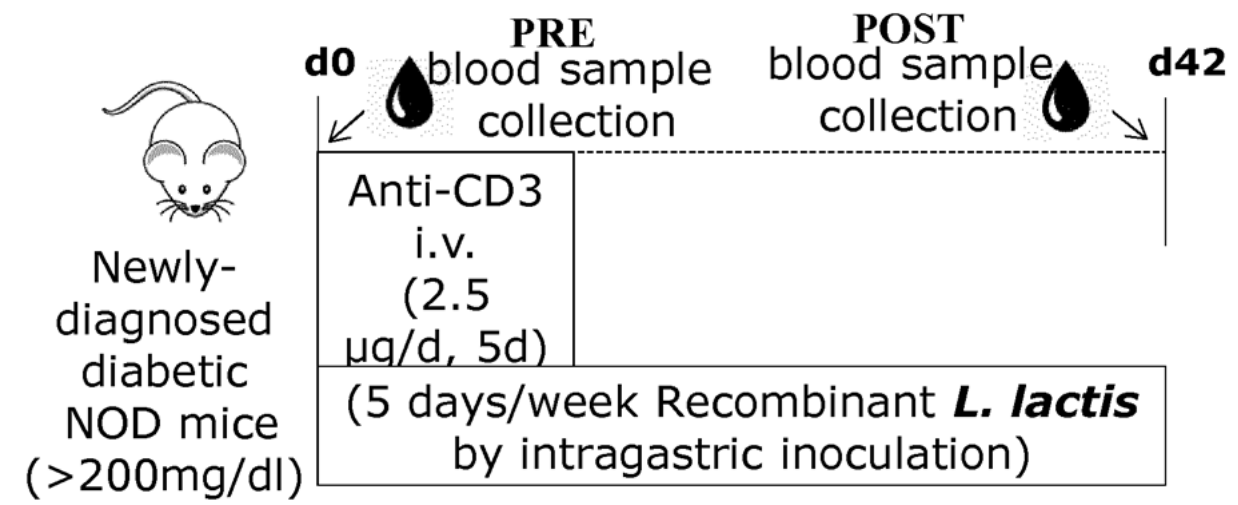 d0
PRE
blood sample
collection
POST
blood sample
collection
d42
Anti-CD3
i.v.
(2.5
µg/d, 5d)
Newly-
diagnosed
diabetic
NOD mice
(>200mg/dl)
(5 days/week Recombinant L. lactis
by intragastric inoculation)